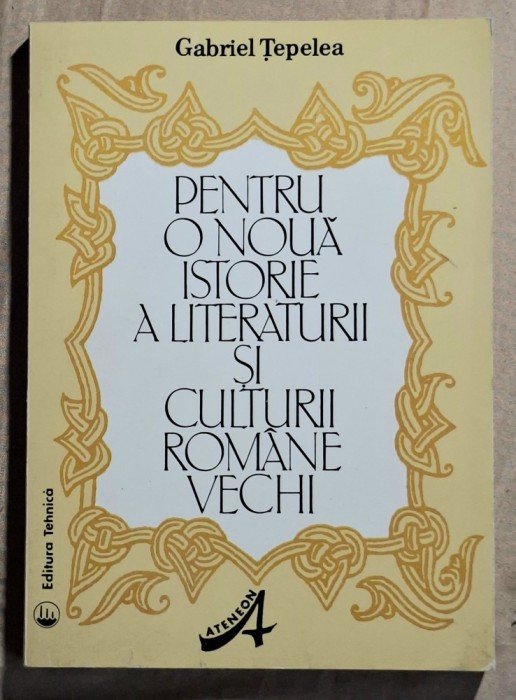 Gabriel Țepelea
PENTRU
O NOUĂ
ISTORIE
A LITERATURII
ȘI
CULTURII
ROMÂNE
VECHI
Editura Tehnică
ATENEON
A